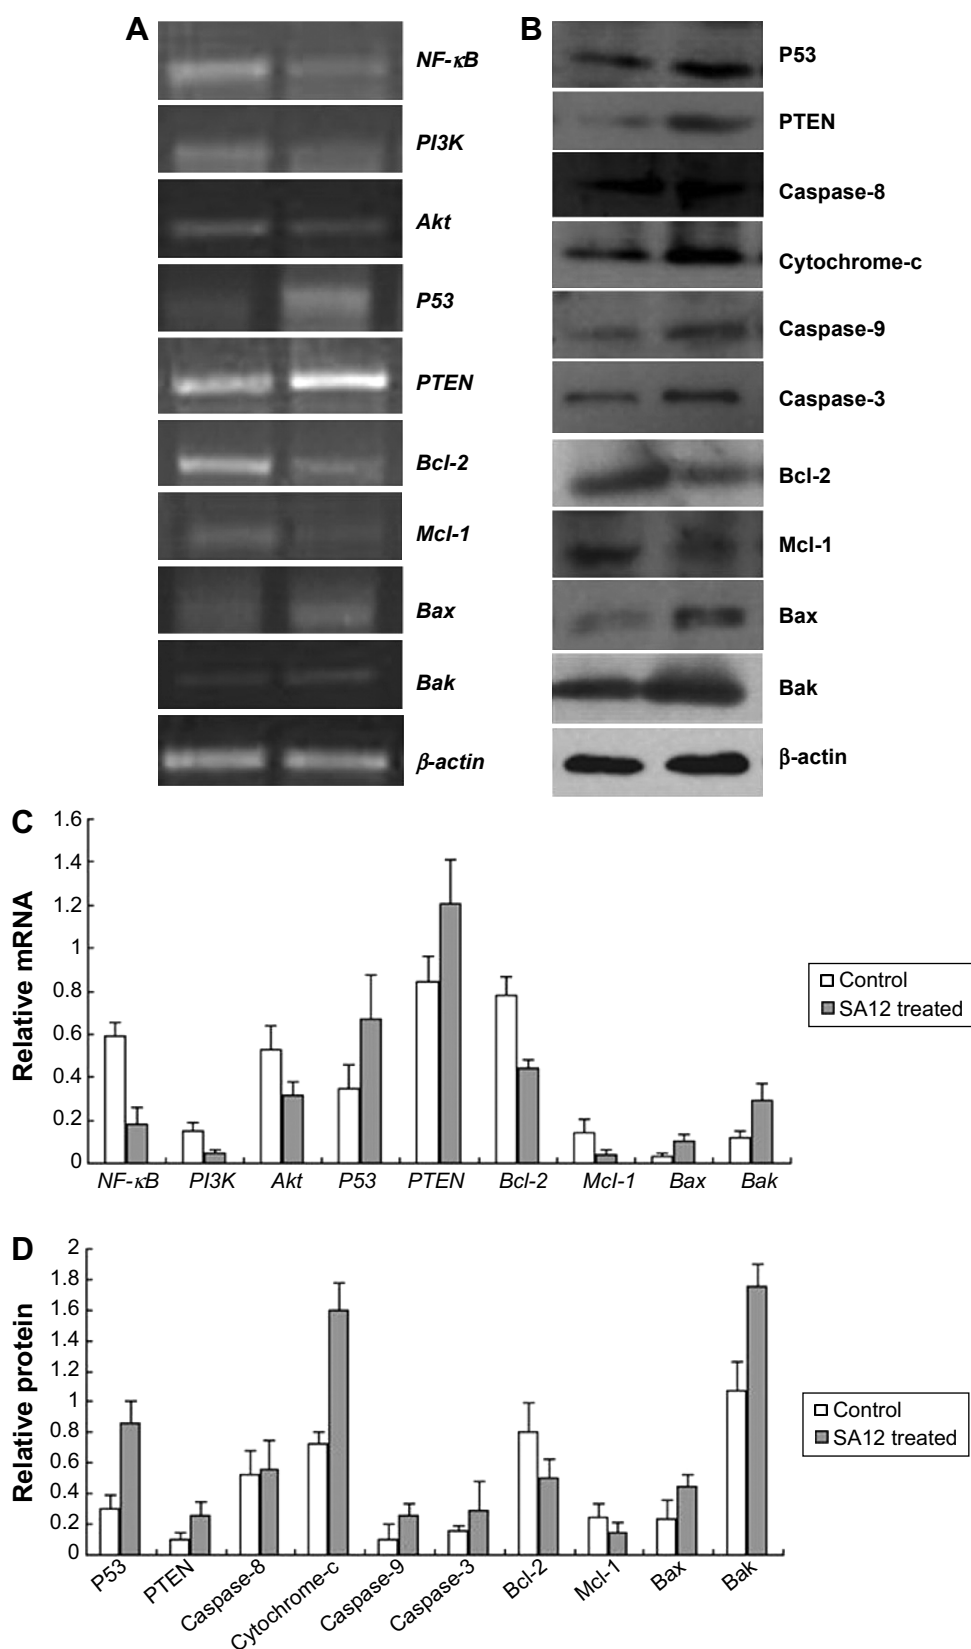 A
NF-κB
PI3K
Akt
P53
PTEN
Bcl-2
Mcl-1
Bax
Bak
β-actin
B
P53
PTEN
Caspase-8
Cytochrome-c
Caspase-9
Caspase-3
Bcl-2
Mcl-1
Bax
Bak
β-actin
C
Relative mRNA
1.6
1.4
1.2
1
0.8
0.6
0.4
0.2
0
NF-κB PI3K Akt P53 PTEN Bcl-2 Mcl-1 Bax Bak
Control
SA12 treated
D
Relative protein
2
1.8
1.6
1.4
1.2
1
0.8
0.6
0.4
0.2
0
P53 PTEN Caspase-8 Cytochrome-c Caspase-9 Caspase-3 Bcl-2 Mcl-1 Bax Bak
Control
SA12 treated